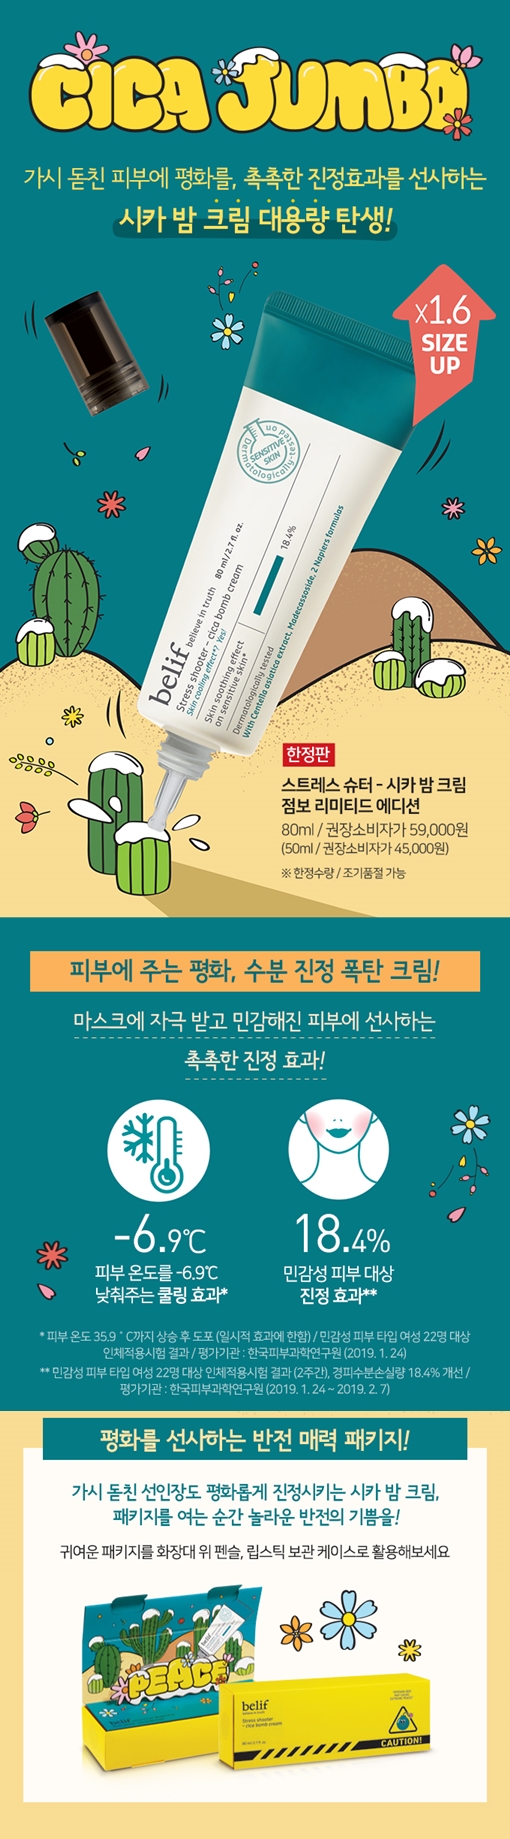 CICA JUMBO
가시 돋친 피부에 평화를, 촉촉한 진정효과를 선사하는
시카 밤 크림 대용량 탄생!
x1.6
SIZE
UP
Dermatologically-tested on
SENSITIVE
SKIN
18.4%
belif believe in truth 80 ml/2.7 fl.oz.
Stress shooter - cica bomb cream
Skin cooling effect*? Yes!
Skin soothing effect
on sensitive skin*
Dermatologically tested
With Centella asiatica extract, Madecassoside, 2 Napiers formulas
한정판
스트레스 슈터 - 시카 밤 크림
점보 리미티드 에디션
80ml / 권장소비자가 59,000원
(50ml / 권장소비자가 45,000원)
※ 한정수량 / 조기품절 가능
피부에 주는 평화, 수분 진정 폭탄 크림!
마스크에 자극 받고 민감해진 피부에 선사하는
촉촉한 진정 효과!
-6.9℃
피부 온도를 -6.9℃
낮춰주는 쿨링 효과*
18.4%
민감성 피부 대상
진정 효과**
* 피부 온도 35.9 ˚C까지 상승 후 도포 (일시적 효과에 한함) / 민감성 피부 타입 여성 22명 대상
인체적용시험 결과 / 평가기관 : 한국피부과학연구원 (2019. 1. 24)
** 민감성 피부 타입 여성 22명 대상 인체적용시험 결과 (2주간), 경피수분손실량 18.4% 개선 /
평가기관 : 한국피부과학연구원 (2019. 1. 24 ~ 2019. 2. 7)
평화를 선사하는 반전 매력 패키지!
가시 돋친 선인장도 평화롭게 진정시키는 시카 밤 크림,
패키지를 여는 순간 놀라운 반전의 기쁨을!
귀여운 패키지를 화장대 위 펜슬, 립스틱 보관 케이스로 활용해보세요
PEACE
belif
belif
Stress shooter
- cica bomb cream
CAUTION!